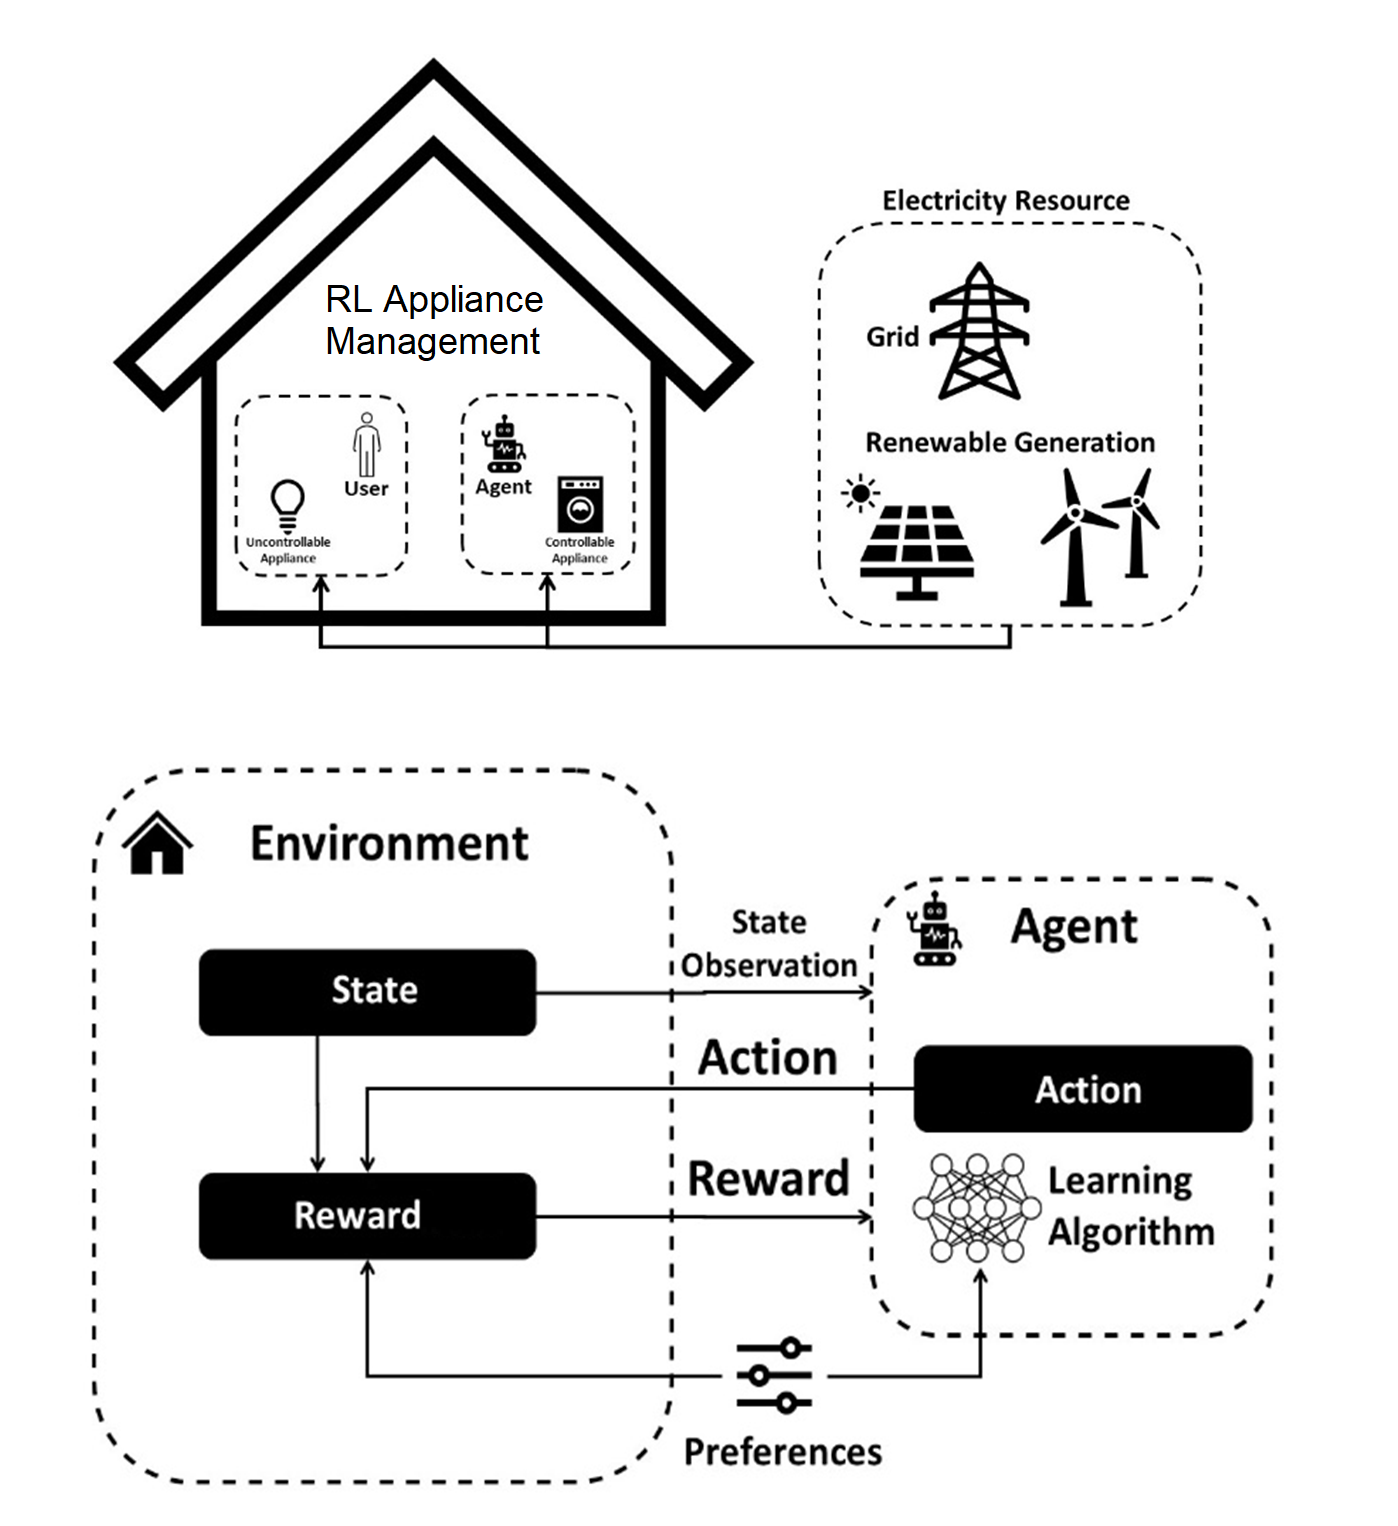 RL Appliance
Management
User
Uncontrollable
Appliance
Agent
Controllable
Appliance
Electricity Resource
Grid
Renewable Generation
Environment
State
Reward
State
Observation
Action
Reward
Preferences
Agent
Action
Learning
Algorithm